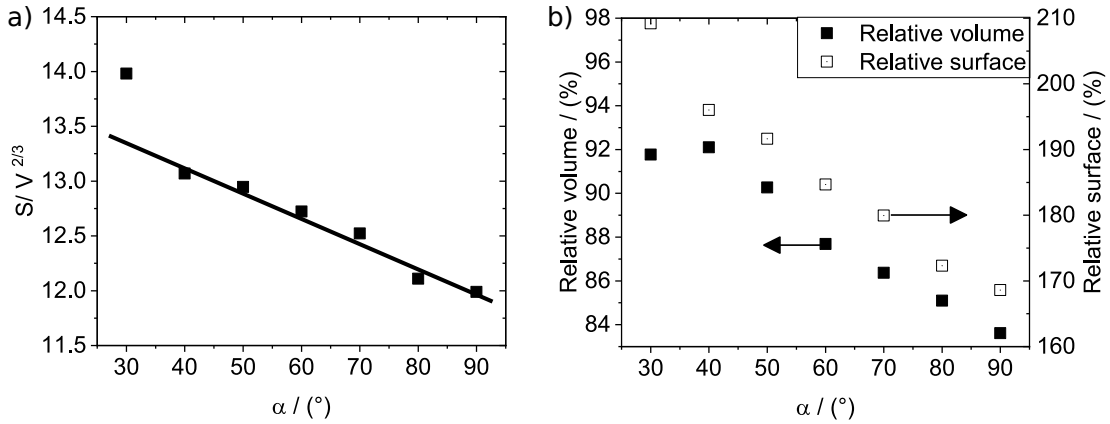 a)
14.5
14.0
13.5
13.0
12.5
12.0
11.5
S/ V 2/3
30 40 50 60 70 80 90
α / (°)
b)
98
96
94
92
90
88
86
84
Relative volume / (%)
Relative volume
Relative surface
210
200
190
180
170
160
Relative surface / (%)
30 40 50 60 70 80 90
α / (°)